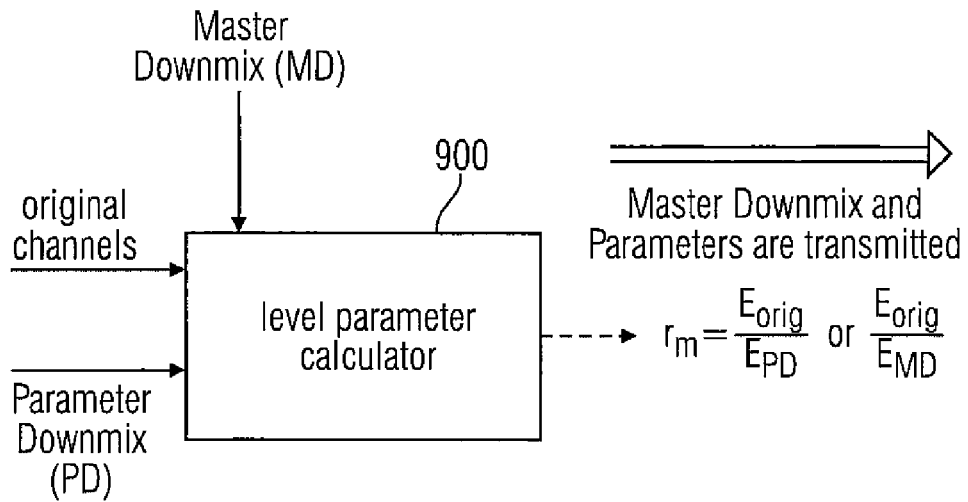 Master
Downmix (MD)
900
original
channels
Master Downmix and
Parameters are transmitted
level parameter
calculator
r_m = E_orig/E_PD or E_orig/E_MD
Parameter
Downmix
(PD)